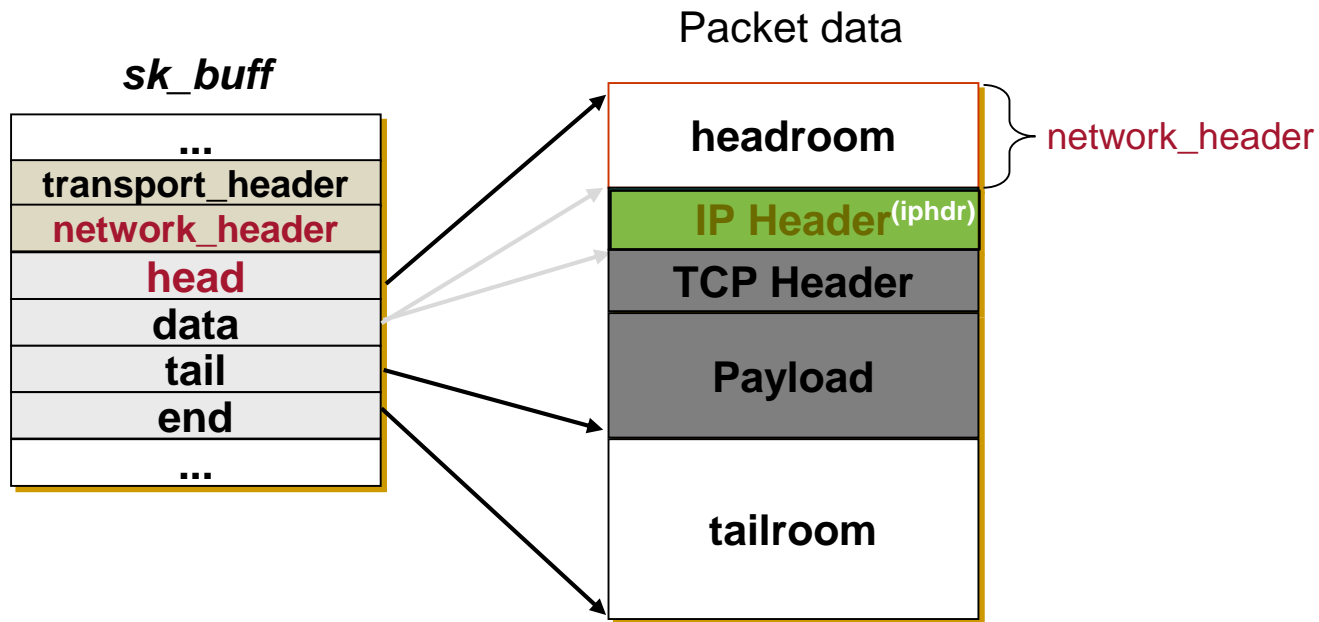 Packet data
sk_buff
...
transport_header
network_header
head
data
tail
end
...
headroom
network_header
IP Header (iphdr)
TCP Header
Payload
tailroom